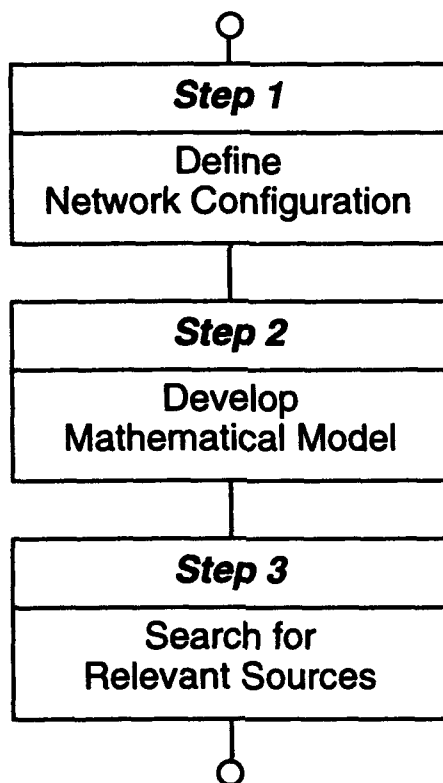 Step 1
Define
Network Configuration
Step 2
Develop
Mathematical Model
Step 3
Search for
Relevant Sources